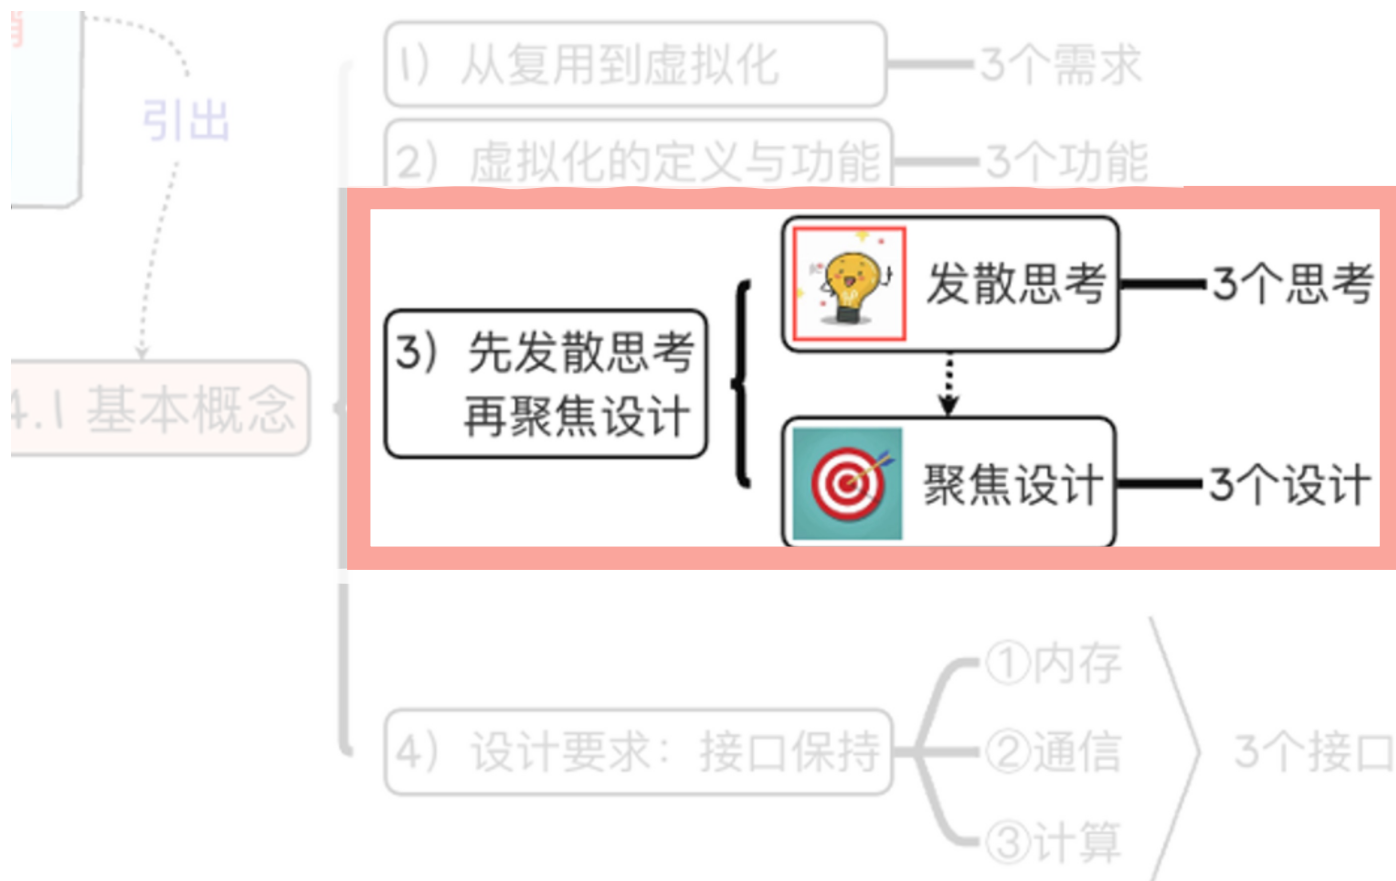 引出
4.1 基本概念
1）从复用到虚拟化
3个需求
2）虚拟化的定义与功能
3个功能
3）先发散思考
再聚焦设计
发散思考
3个思考
聚焦设计
3个设计
4）设计要求：接口保持
①内存
②通信
③计算
3个接口